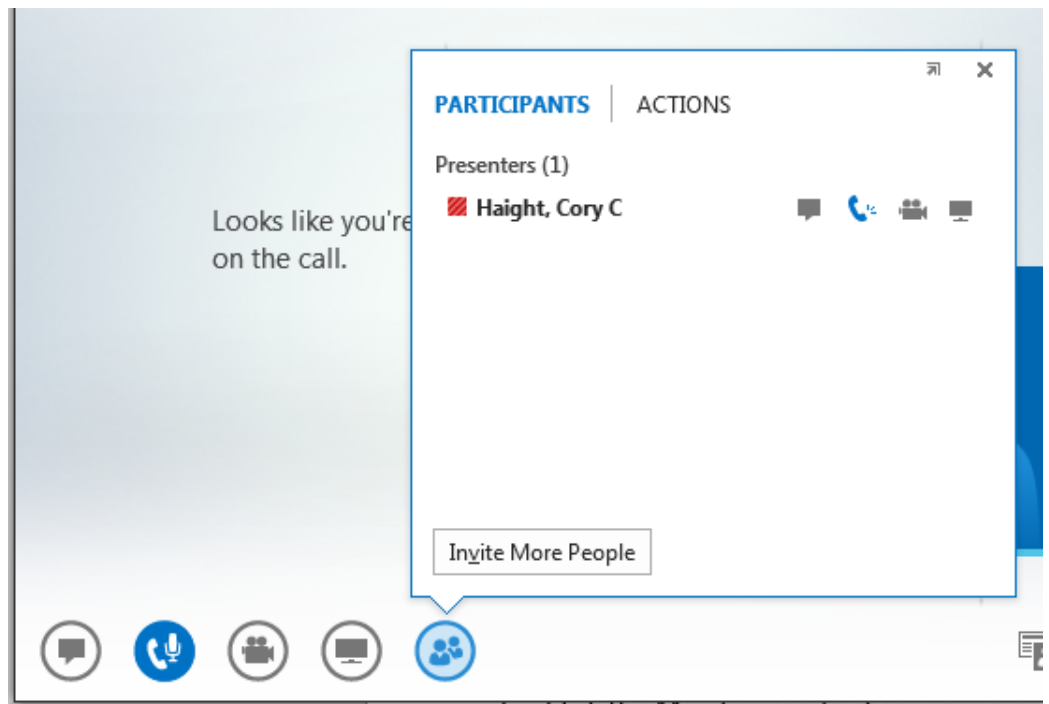 PARTICIPANTS ACTIONS
Presenters (1)
Haight, Cory C
Looks like you're
on the call.
Invite More People